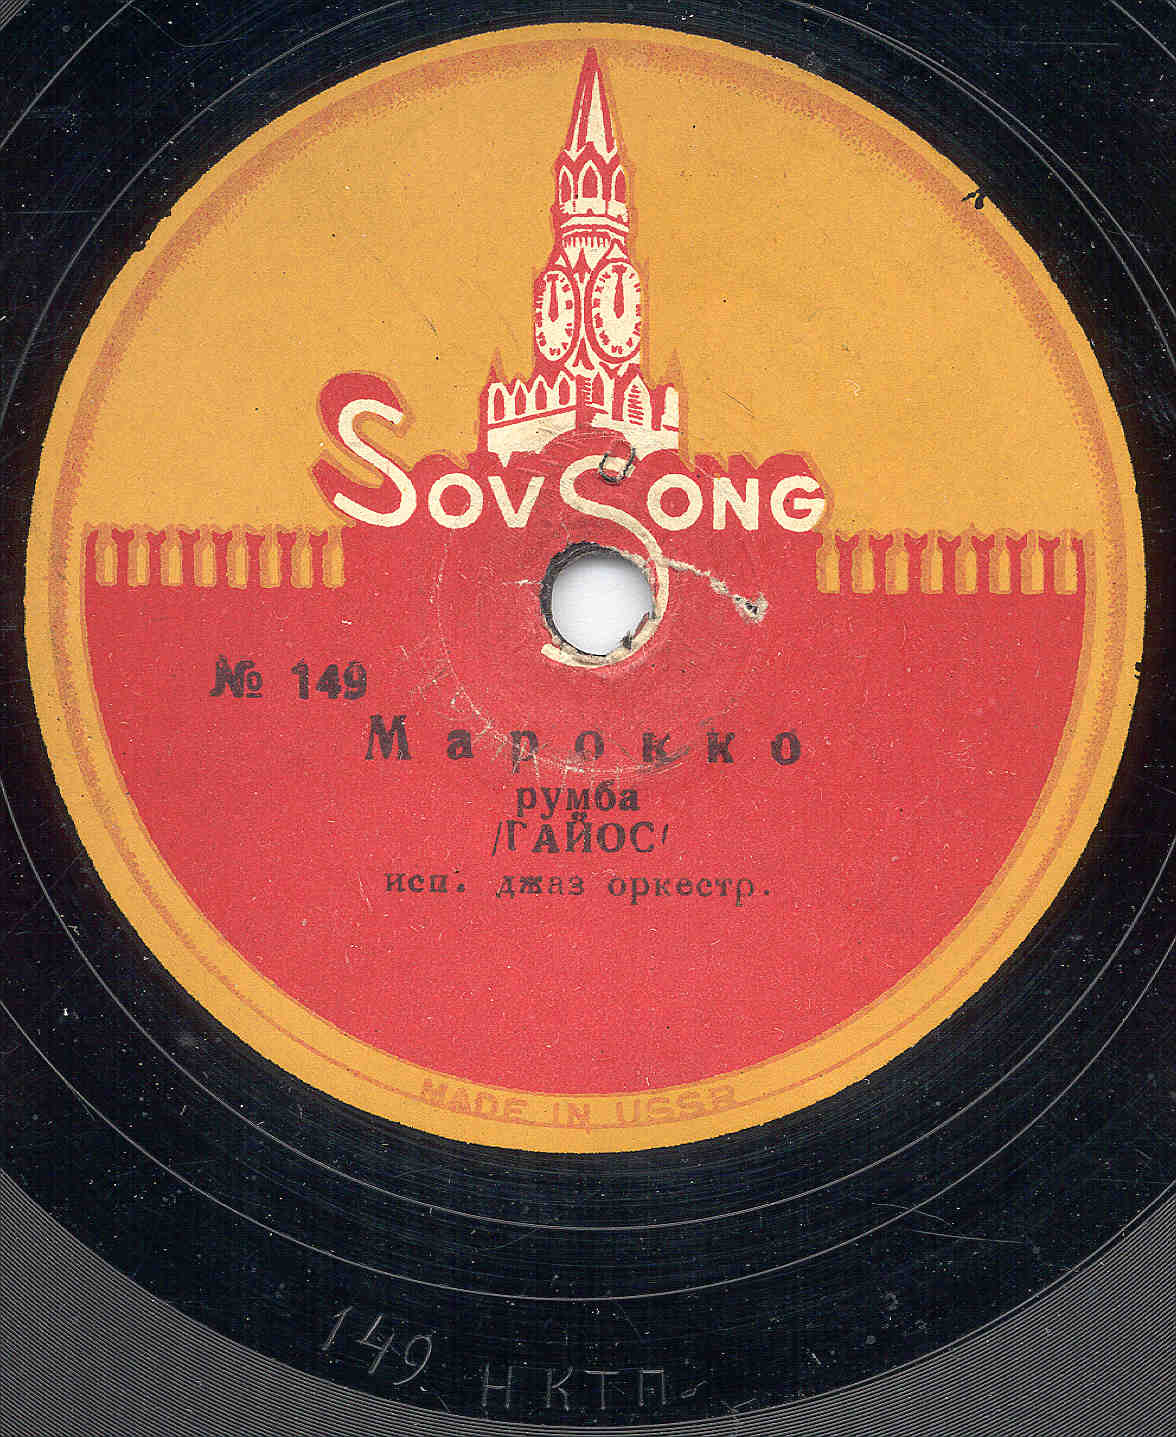 SOVSONG
№ 149
Марокко
румба
/ГАЙОС/
исп. джаз оркестр.
MADE IN USSR
149 НКТП